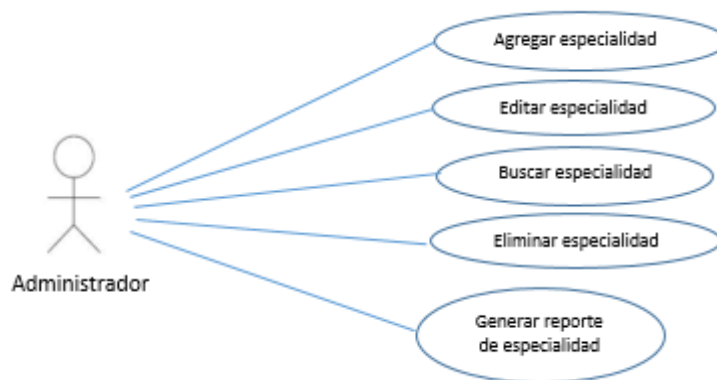 Agregar especialidad
Editar especialidad
Buscar especialidad
Eliminar especialidad
Administrador
Generar reporte
de especialidad